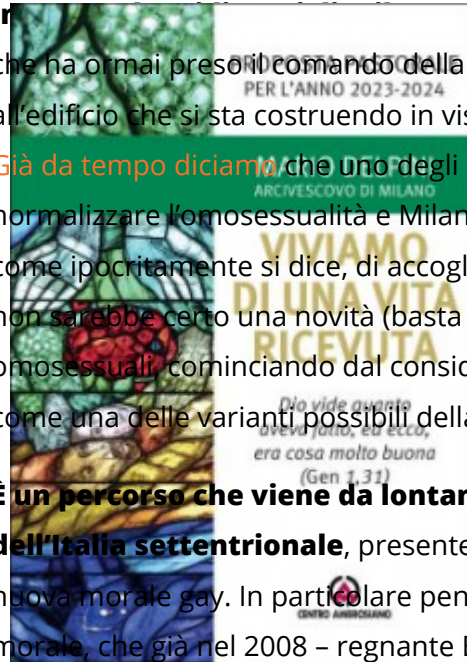 che ha ormai preso il comando della
all'edificio che si sta costruendo in vis
Già da tempo diciamo che uno degli
normalizzare l'omosessualità e Milan
come ipocritamente si dice, di accogl
non sarebbe certo una novità (basta
omosessuali, cominciando dal consid
come una delle varianti possibili della
È un percorso che viene da lontan
dell'Italia settentrionale, presente
nuova morale gay. In particolare pen
morale, che già nel 2008 – regnante
PROPOSTA PASTORALE
PER L'ANNO 2023-2024
MARIO DELPINI
ARCIVESCOVO DI MILANO
VIVIAMO
DI UNA VITA
RICEVUTA
Dio vide quanto
aveva fatto, ed ecco,
era cosa molto buona
(Gen 1,31)
CENTRO AMBROSIANO